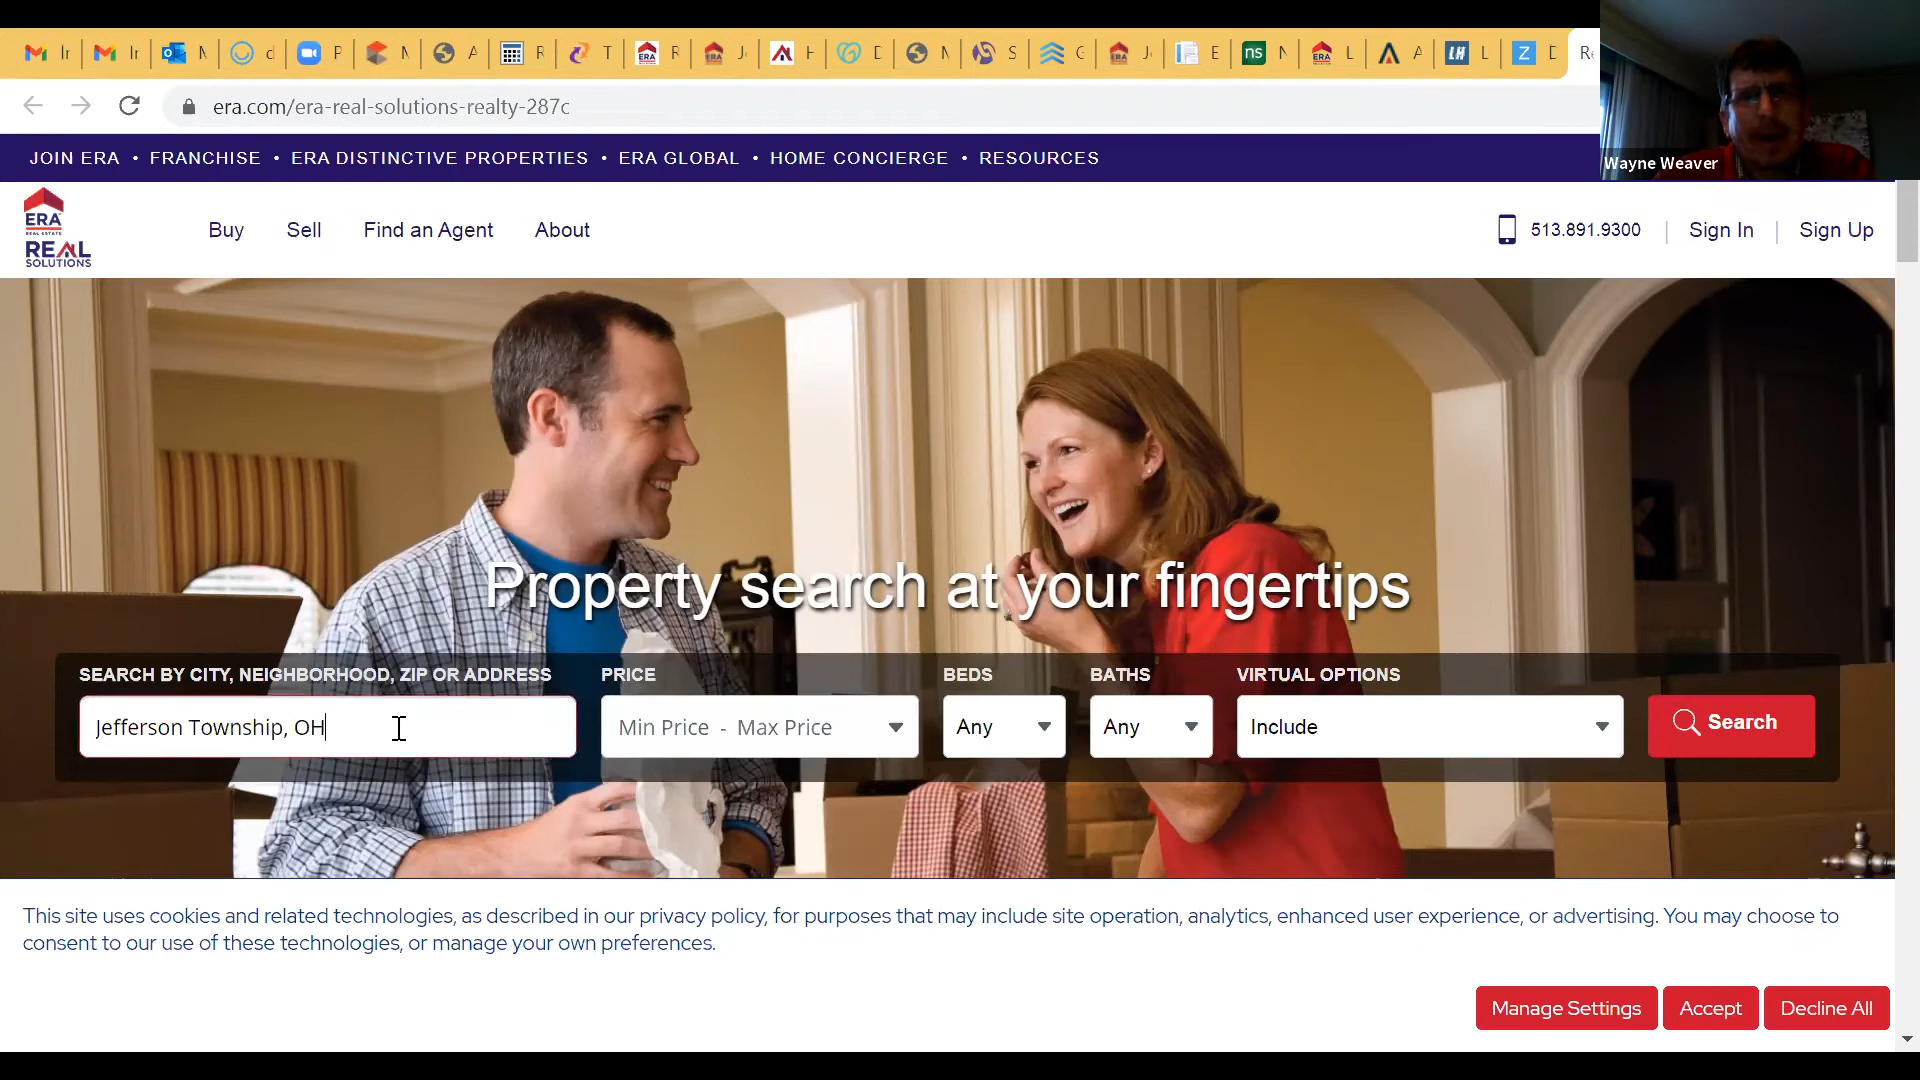 era.com/era-real-solutions-realty-287c
Wayne Weaver
JOIN ERA • FRANCHISE • ERA DISTINCTIVE PROPERTIES • ERA GLOBAL • HOME CONCIERGE • RESOURCES
ERA
REAL ESTATE
REAL
SOLUTIONS
Buy Sell Find an Agent About
513.891.9300 | Sign In | Sign Up
Property search at your fingertips
SEARCH BY CITY, NEIGHBORHOOD, ZIP OR ADDRESS PRICE BEDS BATHS VIRTUAL OPTIONS
Jefferson Township, OH Min Price - Max Price Any Any Include Search
This site uses cookies and related technologies, as described in our privacy policy, for purposes that may include site operation, analytics, enhanced user experience, or advertising. You may choose to
consent to our use of these technologies, or manage your own preferences.
Manage Settings Accept Decline All